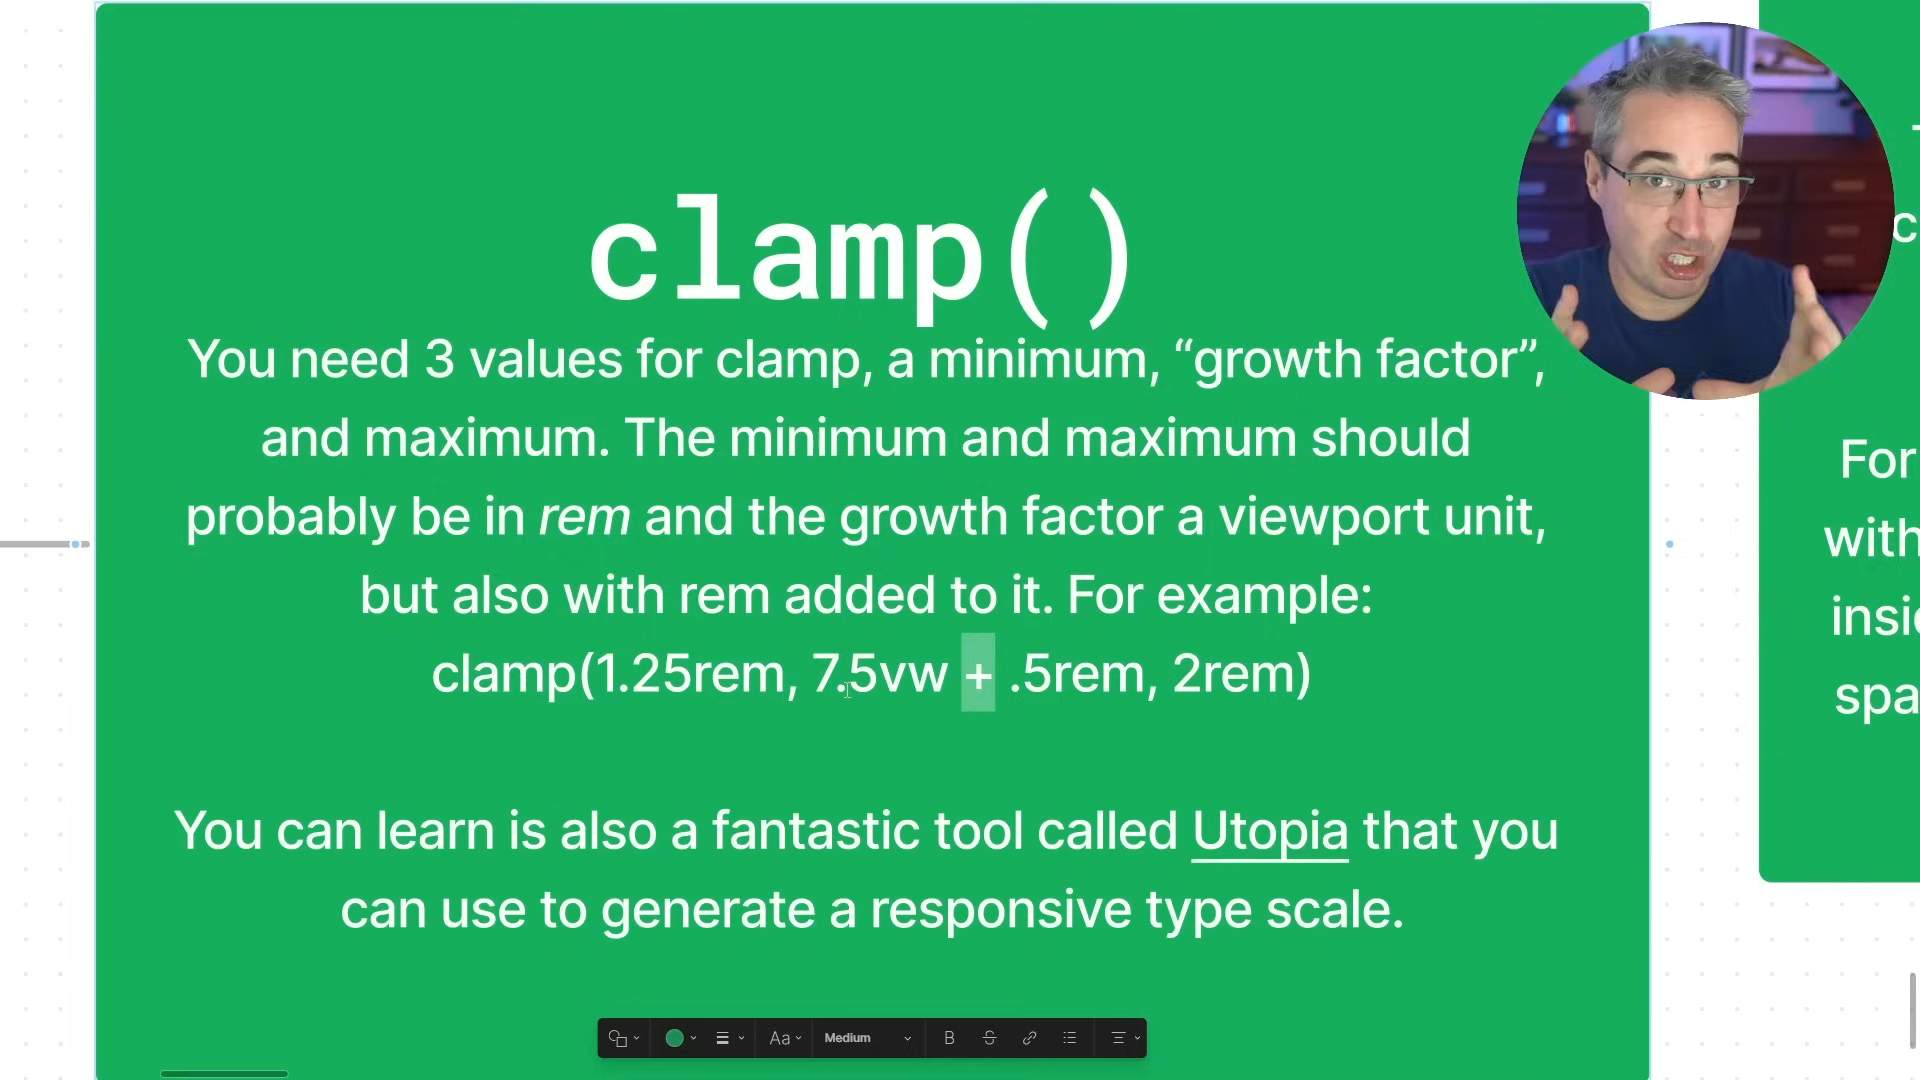 clamp()
You need 3 values for clamp, a minimum, “growth factor”,
and maximum. The minimum and maximum should
probably be in rem and the growth factor a viewport unit,
but also with rem added to it. For example:
clamp(1.25rem, 7.5vw + .5rem, 2rem)
You can learn is also a fantastic tool called Utopia that you
can use to generate a responsive type scale.
For
with
Aa
Medium
B
S